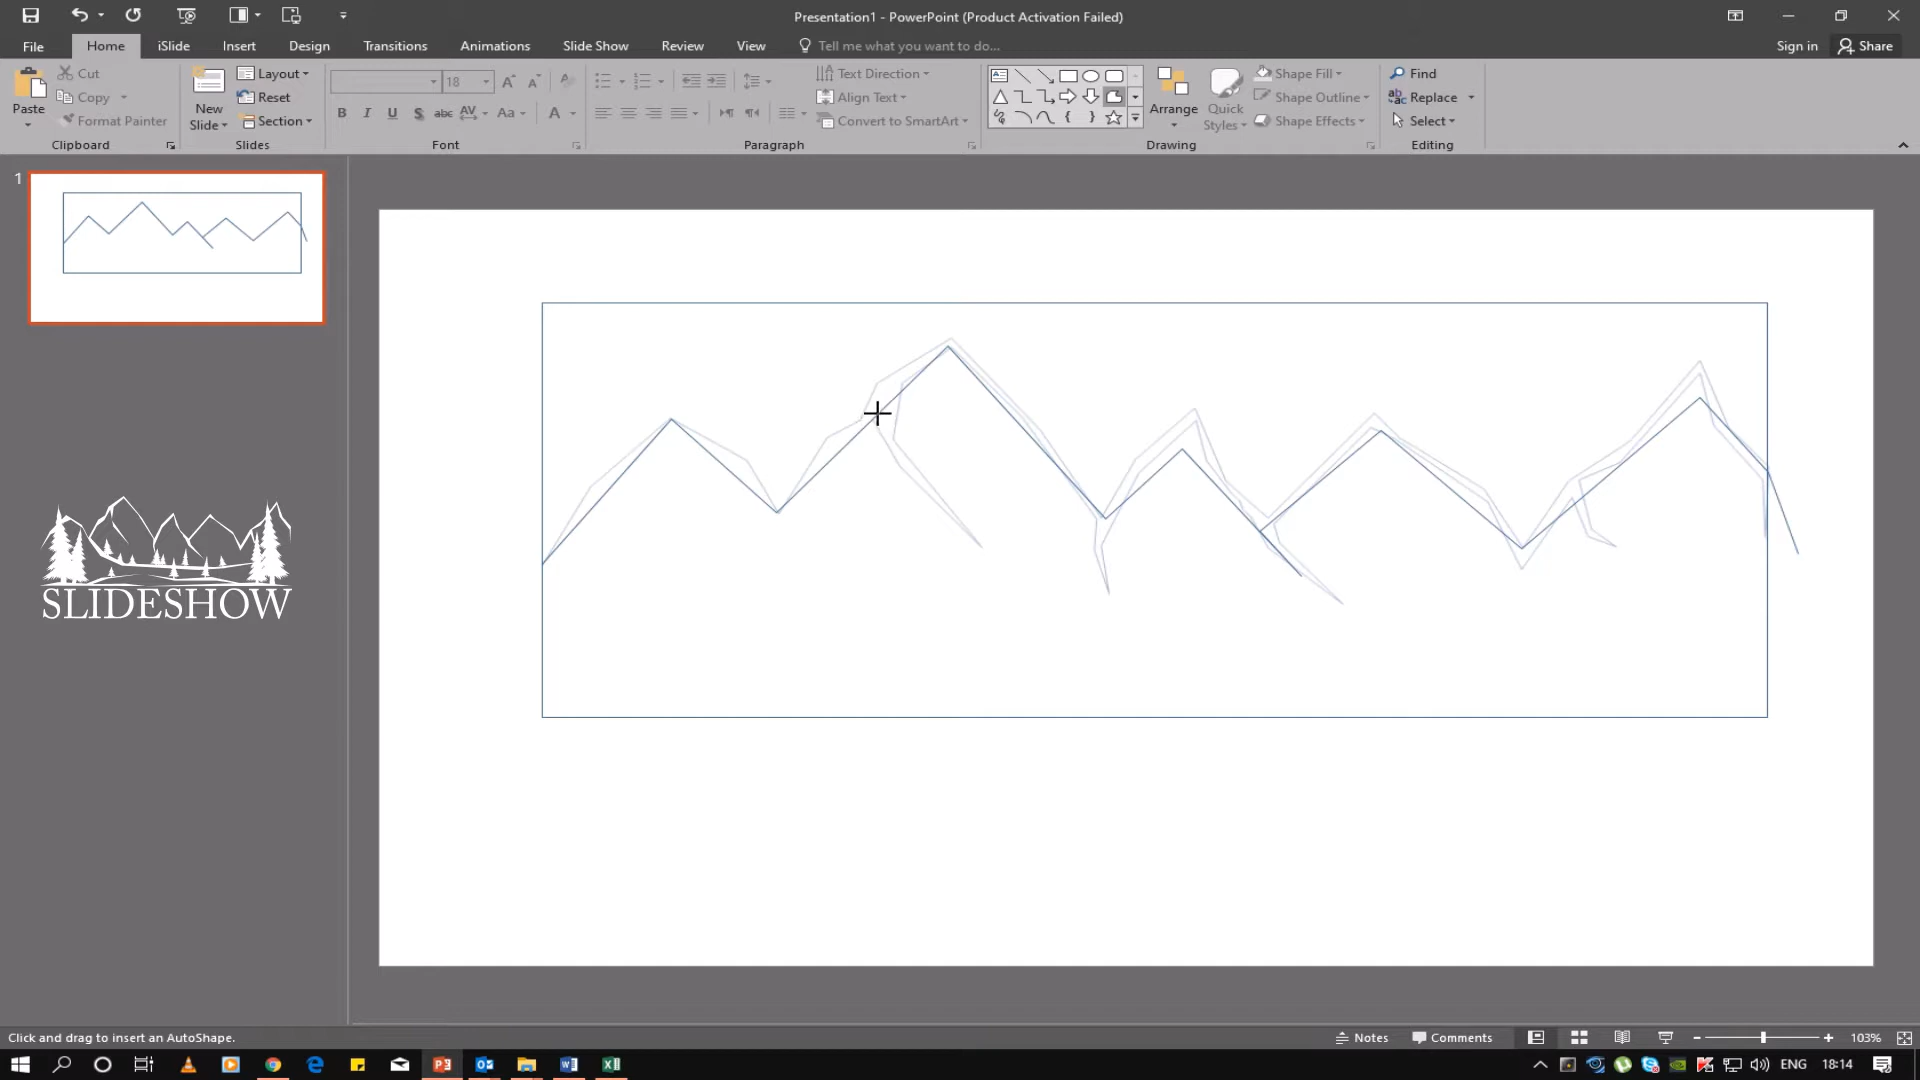 Presentation1 - PowerPoint (Product Activation Failed)
File Home iSlide Insert Design Transitions Animations Slide Show Review View Tell me what you want to do... Sign in Share
Paste
Cut
Copy
Format Painter
Clipboard
New
Slide
Layout
Reset
Section
Slides
18
B I U S abc AV Aa A
Font
Text Direction
Align Text
Convert to SmartArt
Paragraph
Arrange
Quick
Styles
Shape Fill
Shape Outline
Shape Effects
Drawing
Find
Replace
Select
Editing
1
SLIDESHOW
Click and drag to insert an AutoShape.
Notes Comments 103%
ENG 18:14